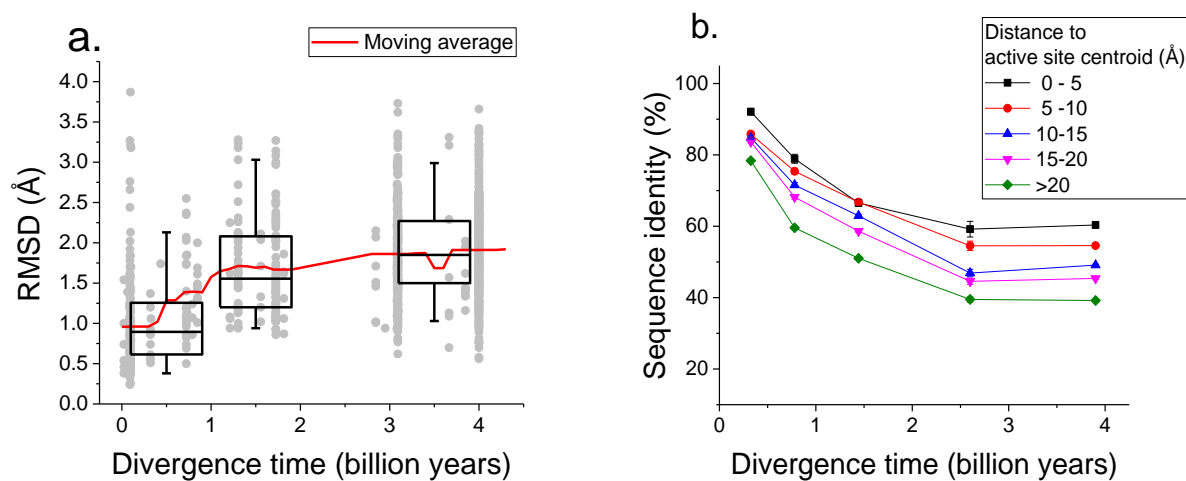 a.
Moving average
RMSD (Å)
4.0
3.5
3.0
2.5
2.0
1.5
1.0
0.5
0.0
0
1
2
3
4
Divergence time (billion years)
b.
Distance to
active site centroid (Å)
0 - 5
5 -10
10-15
15-20
>20
Sequence identity (%)
100
80
60
40
20
0
1
2
3
4
Divergence time (billion years)